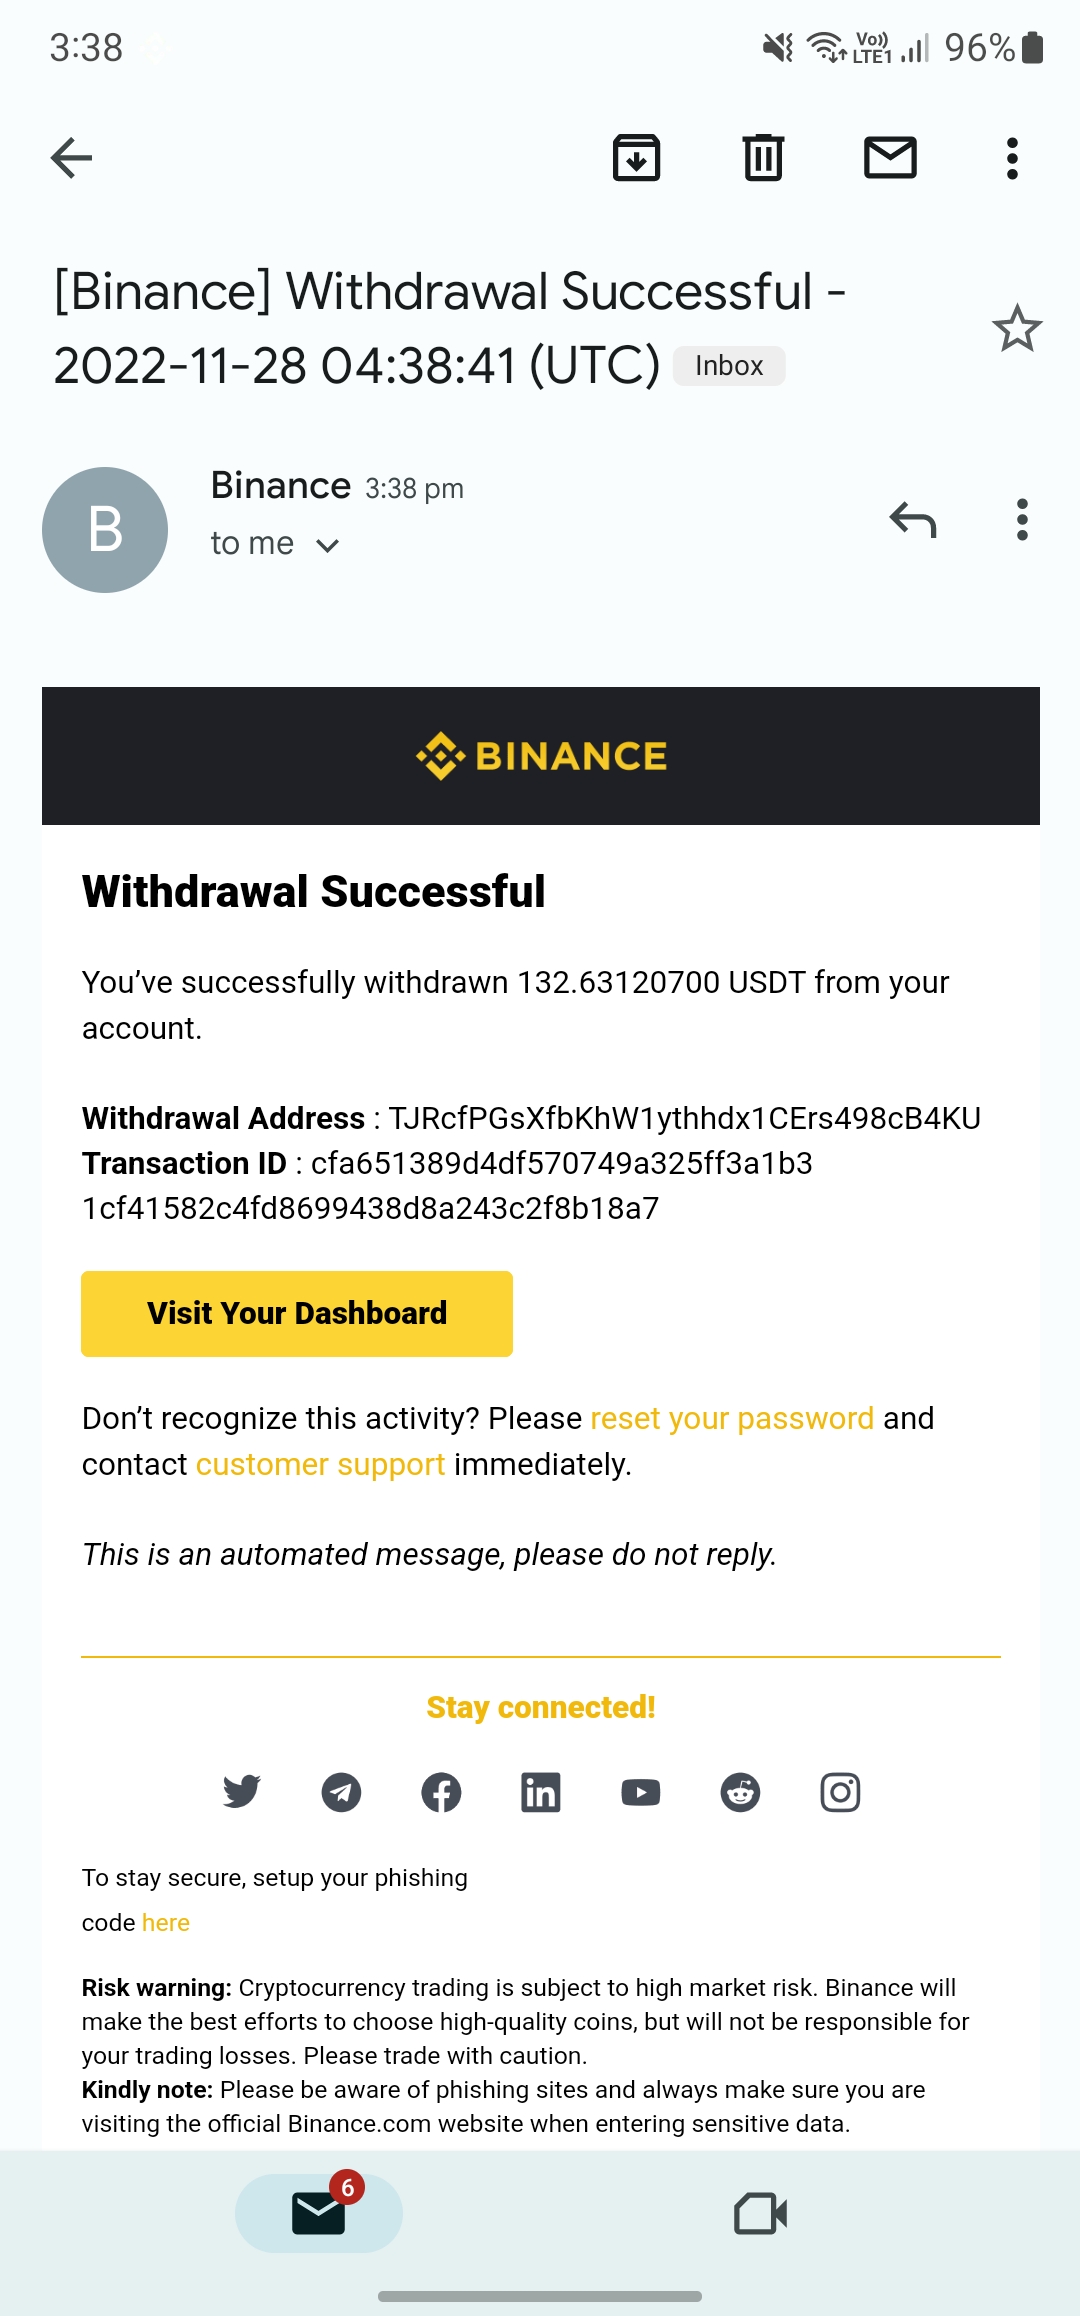 3:38
Vo))
LTE1
96%
[Binance] Withdrawal Successful -
2022-11-28 04:38:41 (UTC) Inbox
B
Binance 3:38 pm
to me
BINANCE
Withdrawal Successful
You’ve successfully withdrawn 132.63120700 USDT from your
account.
Withdrawal Address : TJRcfPGsXfbKhW1ythhdx1CErs498cB4KU
Transaction ID : cfa651389d4df570749a325ff3a1b3
1cf41582c4fd8699438d8a243c2f8b18a7
Visit Your Dashboard
Don’t recognize this activity? Please reset your password and
contact customer support immediately.
This is an automated message, please do not reply.
Stay connected!
in
To stay secure, setup your phishing
code here
Risk warning: Cryptocurrency trading is subject to high market risk. Binance will
make the best efforts to choose high-quality coins, but will not be responsible for
your trading losses. Please trade with caution.
Kindly note: Please be aware of phishing sites and always make sure you are
visiting the official Binance.com website when entering sensitive data.
6